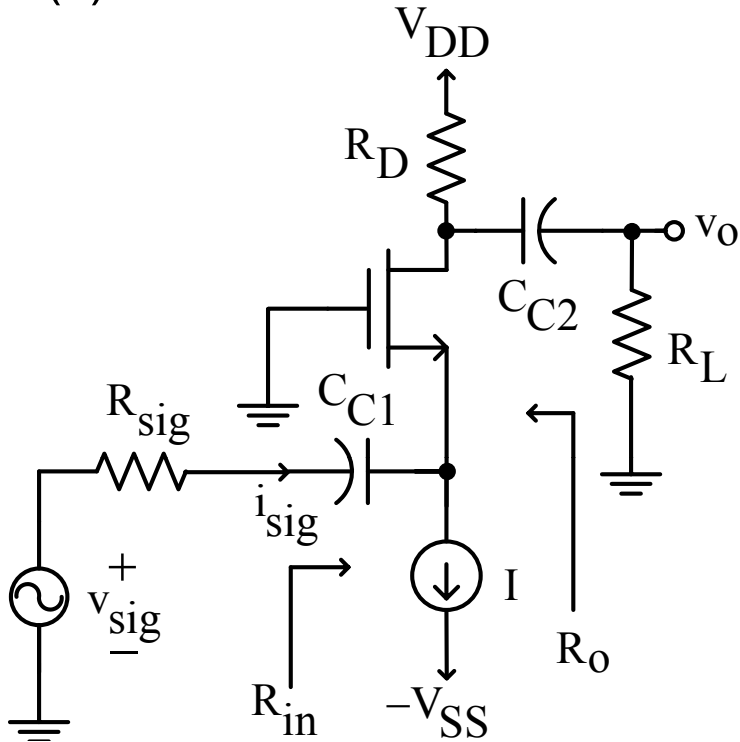 V_DD
R_D
v_o
C_C2
R_L
C_C1
R_sig
i_sig
+
v_sig
–
I
R_o
R_in
–V_SS